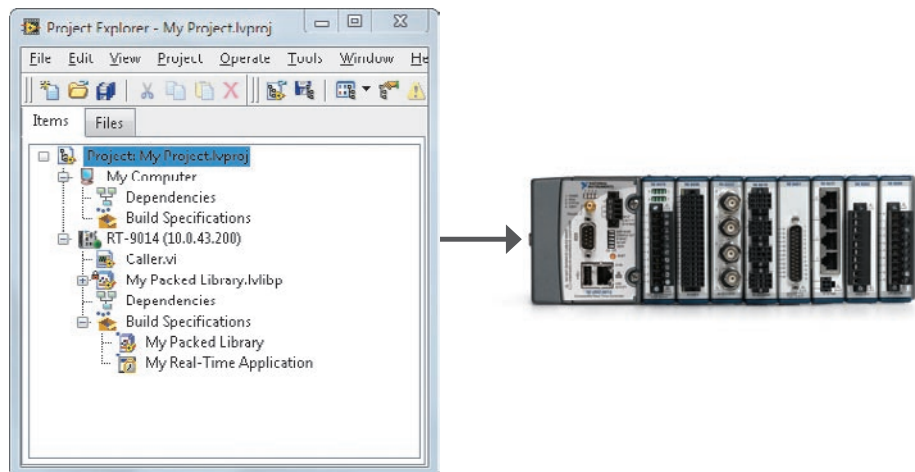 Project Explorer - My Project.lvproj
File Edit View Project Operate Tools Window He
Items Files
Project: My Project.lvproj
My Computer
Dependencies
Build Specifications
RT-9014 (10.0.43.200)
Caller.vi
My Packed Library.lvlibp
Dependencies
Build Specifications
My Packed Library
My Real-Time Application